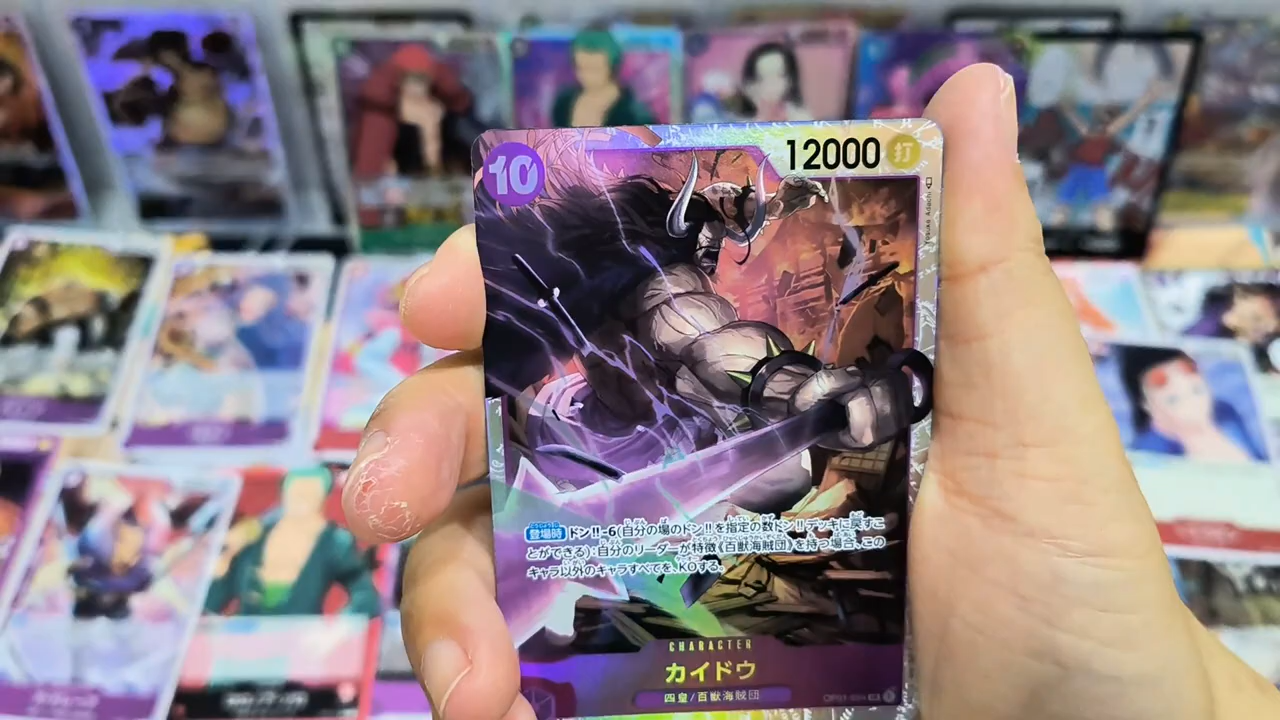 10
12000 打
登場時 ドン!!-6(自分の場のドン!!を指定の数ドン!!デッキに戻すこ
とができる):自分のリーダーが特徴《百獣海賊団》を持つ場合、この
キャラ以外のキャラすべてを、KOする。
CHARACTER
カイドウ
四皇/百獣海賊団
OP01-094